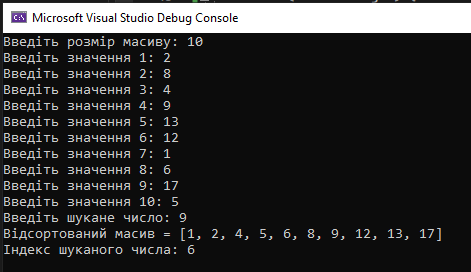 Microsoft Visual Studio Debug Console
Введіть розмір масиву: 10
Введіть значення 1: 2
Введіть значення 2: 8
Введіть значення 3: 4
Введіть значення 4: 9
Введіть значення 5: 13
Введіть значення 6: 12
Введіть значення 7: 1
Введіть значення 8: 6
Введіть значення 9: 17
Введіть значення 10: 5
Введіть шукане число: 9
Відсортований масив = [1, 2, 4, 5, 6, 8, 9, 12, 13, 17]
Індекс шуканого числа: 6